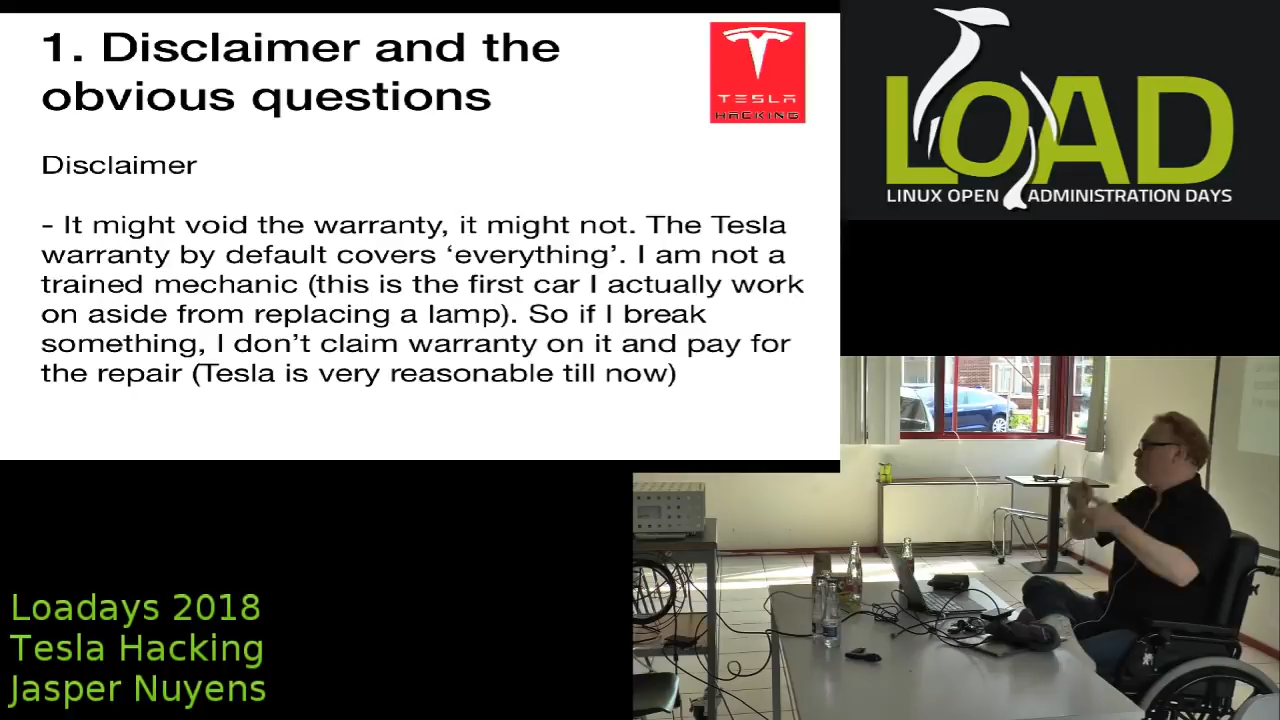 1. Disclaimer and the
obvious questions
TESLA
HACKING
Disclaimer
- It might void the warranty, it might not. The Tesla
warranty by default covers ‘everything’. I am not a
trained mechanic (this is the first car I actually work
on aside from replacing a lamp). So if I break
something, I don’t claim warranty on it and pay for
the repair (Tesla is very reasonable till now)
LOAD
LINUX OPEN ADMINISTRATION DAYS
Loadays 2018
Tesla Hacking
Jasper Nuyens